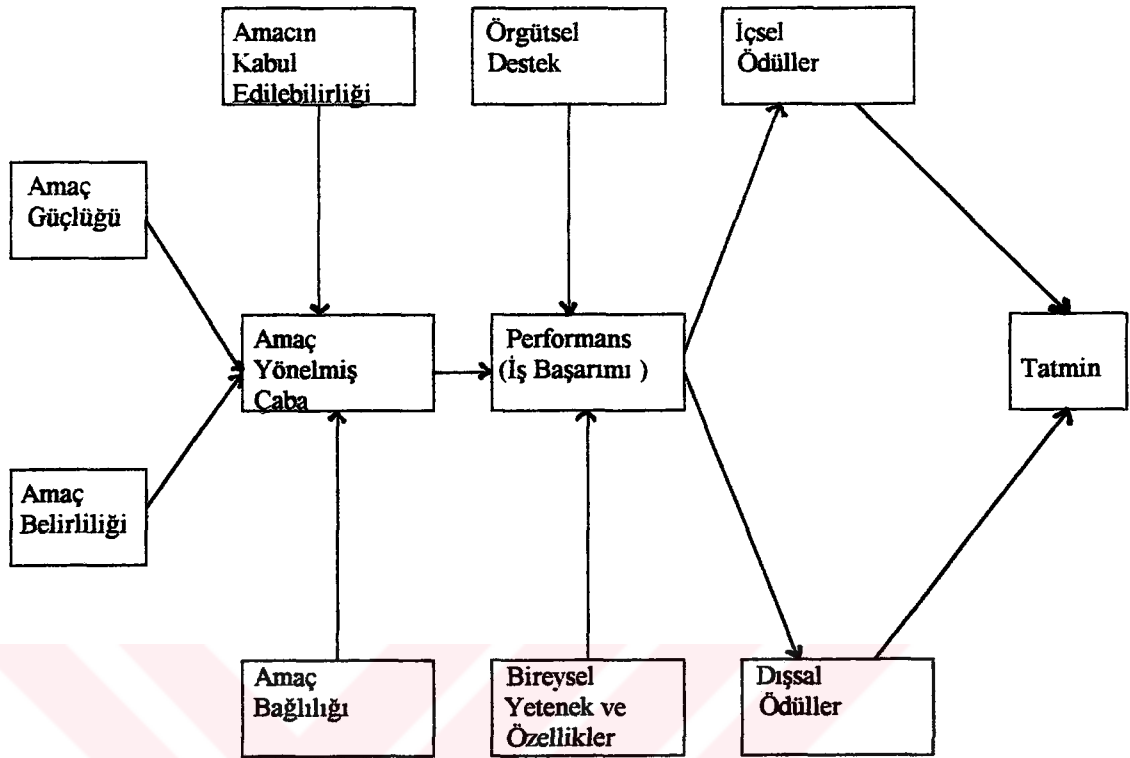 Amacın
Kabul
Edilebilirliği
Örgütsel
Destek
İçsel
Ödüller
Amaç
Güçlüğü
Amaç
Yönelmiş
Çaba
Performans
(İş Başarımı )
Tatmin
Amaç
Belirliliği
Amaç
Bağlılığı
Bireysel
Yetenek ve
Özellikler
Dışsal
Ödüller